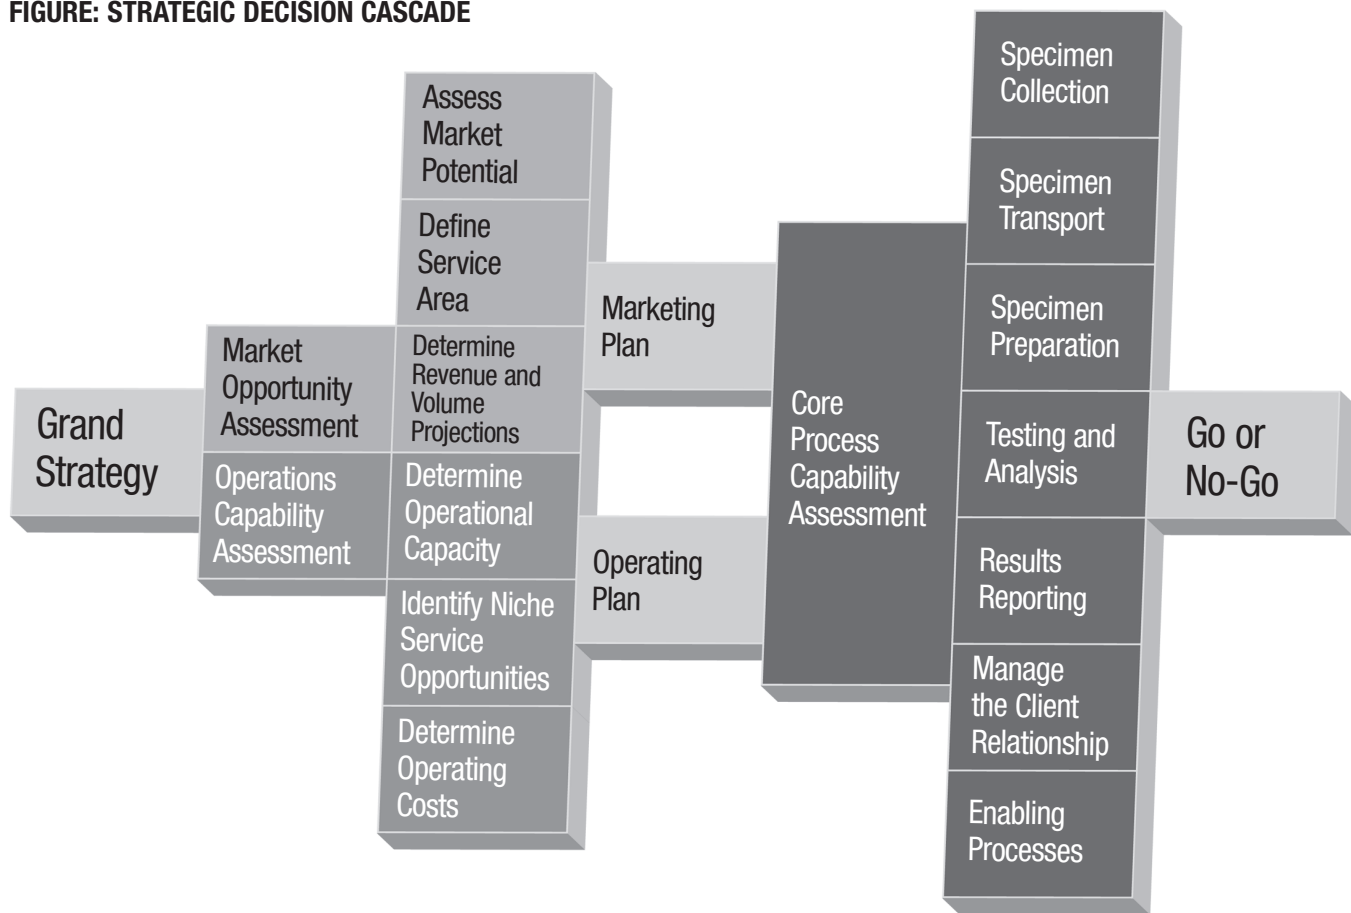 FIGURE: STRATEGIC DECISION CASCADE
Grand
Strategy
Market
Opportunity
Assessment
Operations
Capability
Assessment
Assess
Market
Potential
Define
Service
Area
Determine
Revenue and
Volume
Projections
Determine
Operational
Capacity
Identify Niche
Service
Opportunities
Determine
Operating
Costs
Marketing
Plan
Operating
Plan
Core
Process
Capability
Assessment
Specimen
Collection
Specimen
Transport
Specimen
Preparation
Testing and
Analysis
Results
Reporting
Manage
the Client
Relationship
Enabling
Processes
Go or
No-Go